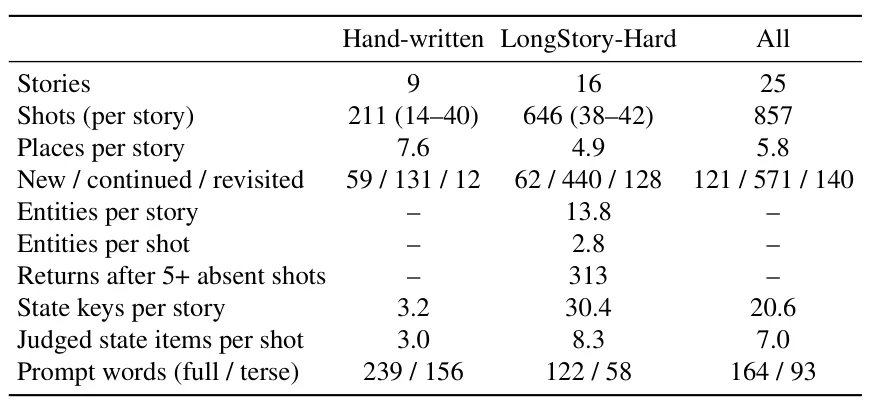 Hand-written LongStory-Hard All
Stories 9 16 25
Shots (per story) 211 (14–40) 646 (38–42) 857
Places per story 7.6 4.9 5.8
New / continued / revisited 59 / 131 / 12 62 / 440 / 128 121 / 571 / 140
Entities per story – 13.8 –
Entities per shot – 2.8 –
Returns after 5+ absent shots – 313 –
State keys per story 3.2 30.4 20.6
Judged state items per shot 3.0 8.3 7.0
Prompt words (full / terse) 239 / 156 122 / 58 164 / 93